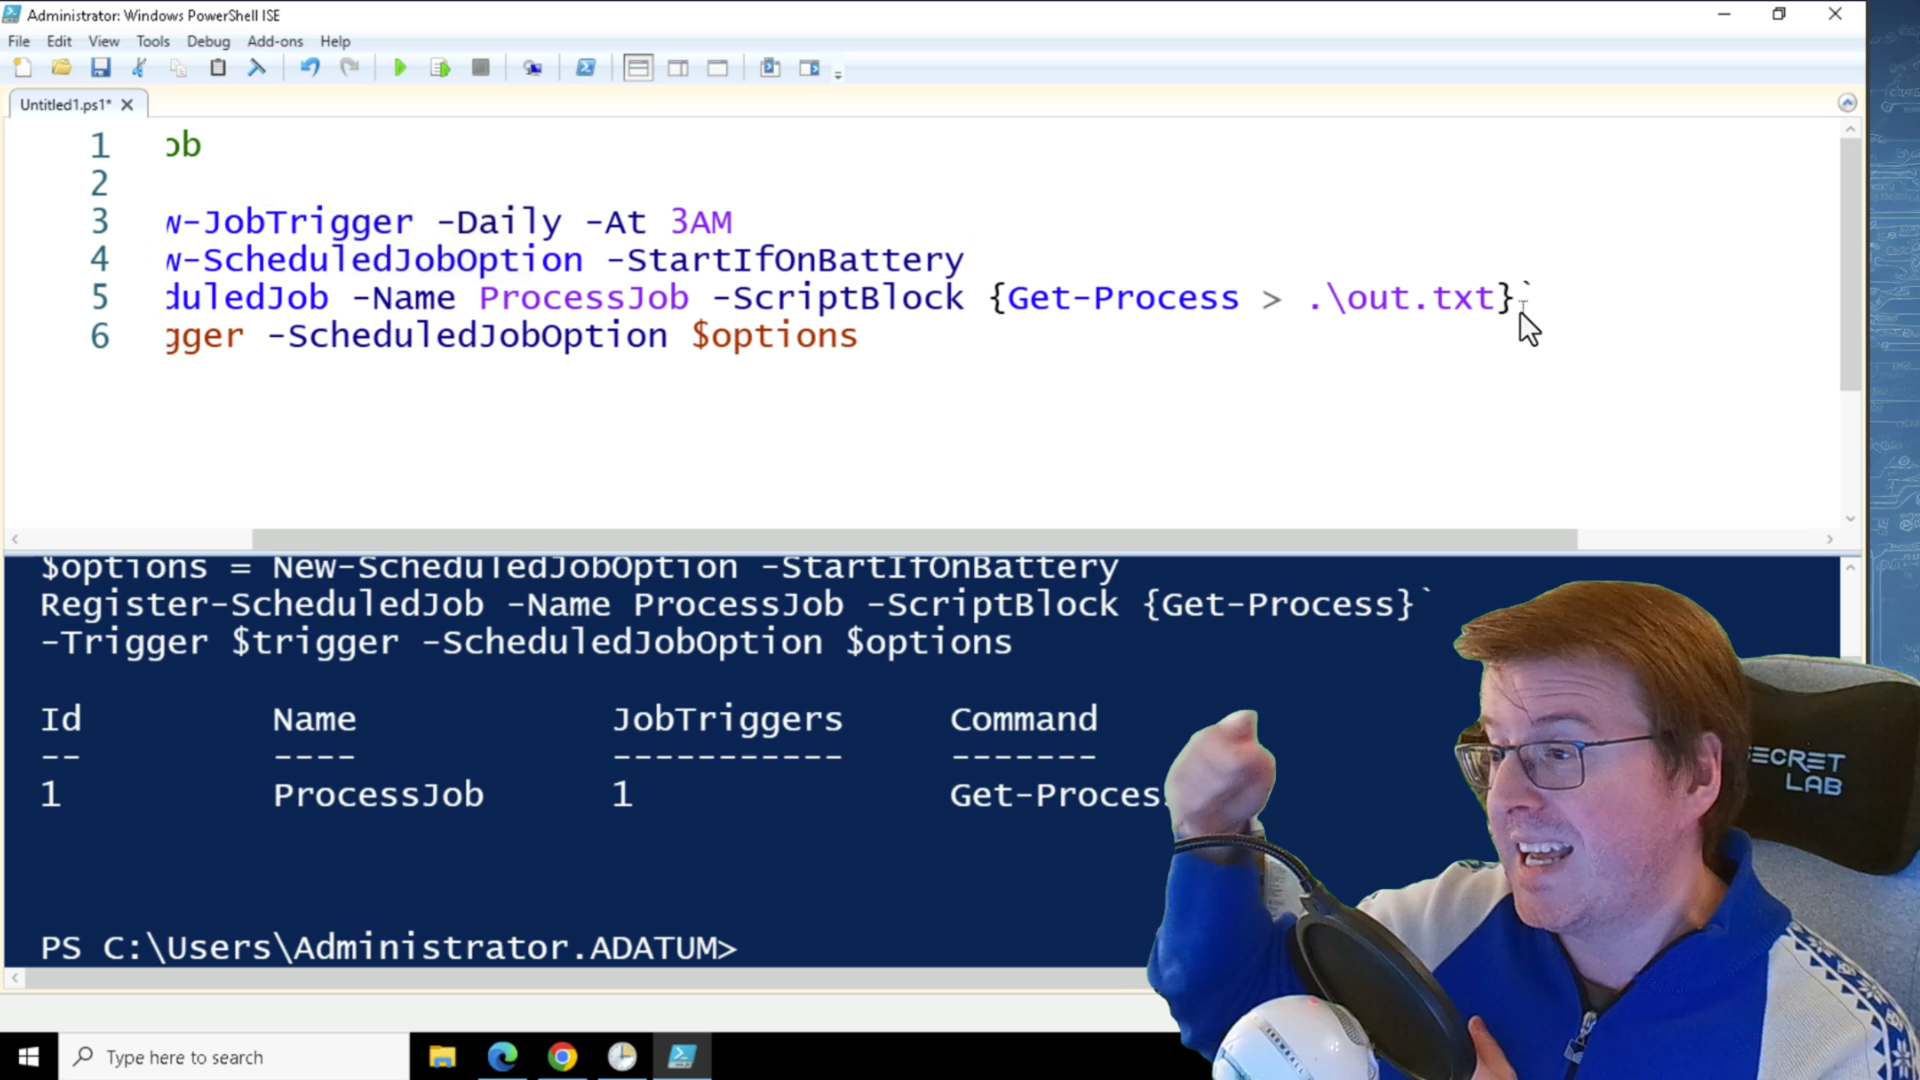 Administrator: Windows PowerShell ISE
File Edit View Tools Debug Add-ons Help
Untitled1.ps1*
1 ob
2
3 w-JobTrigger -Daily -At 3AM
4 w-ScheduledJobOption -StartIfOnBattery
5 duledJob -Name ProcessJob -ScriptBlock {Get-Process > .\out.txt}`
6 gger -ScheduledJobOption $options
$options = New-ScheduledJobOption -StartIfOnBattery
Register-ScheduledJob -Name ProcessJob -ScriptBlock {Get-Process}`
-Trigger $trigger -ScheduledJobOption $options
Id Name JobTriggers Command
-- ---- ----------- -------
1 ProcessJob 1 Get-Process
PS C:\Users\Administrator.ADATUM>
SECRET
LAB
Type here to search